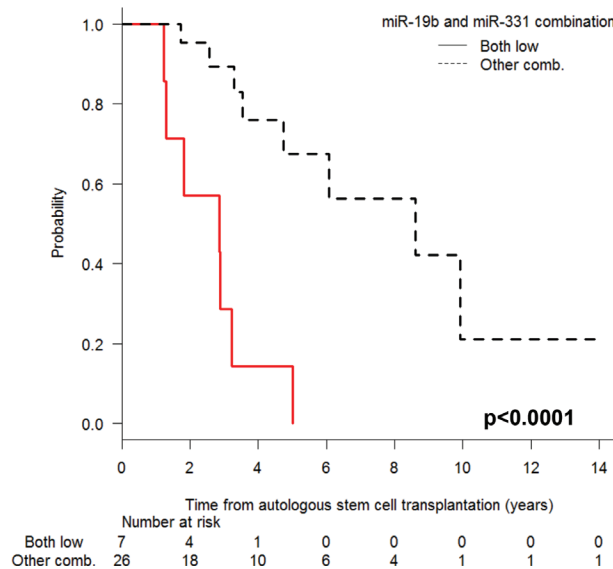 miR-19b and miR-331 combination
Both low
Other comb.
1.0
0.8
0.6
0.4
0.2
0.0
Probability
p<0.0001
0 2 4 6 8 10 12 14
Time from autologous stem cell transplantation (years)
Number at risk
Both low 7 4 1 0 0 0 0 0
Other comb. 26 18 10 6 4 1 1 1